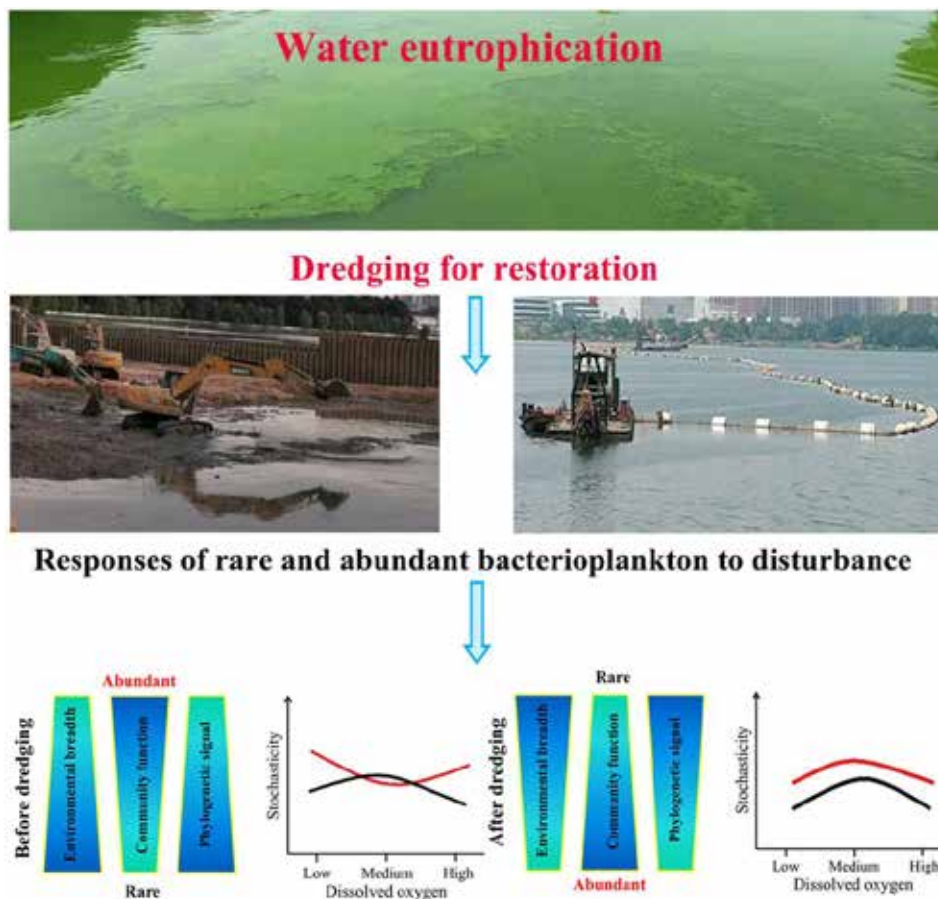 Water eutrophication
Dredging for restoration
Responses of rare and abundant bacterioplankton to disturbance
Before dredging
Abundant
Environmental breadth
Community function
Phylogenetic signal
Rare
Stochasticity
Low Medium High
Dissolved oxygen
After dredging
Rare
Environmental breadth
Community function
Phylogenetic signal
Abundant
Stochasticity
Low Medium High
Dissolved oxygen